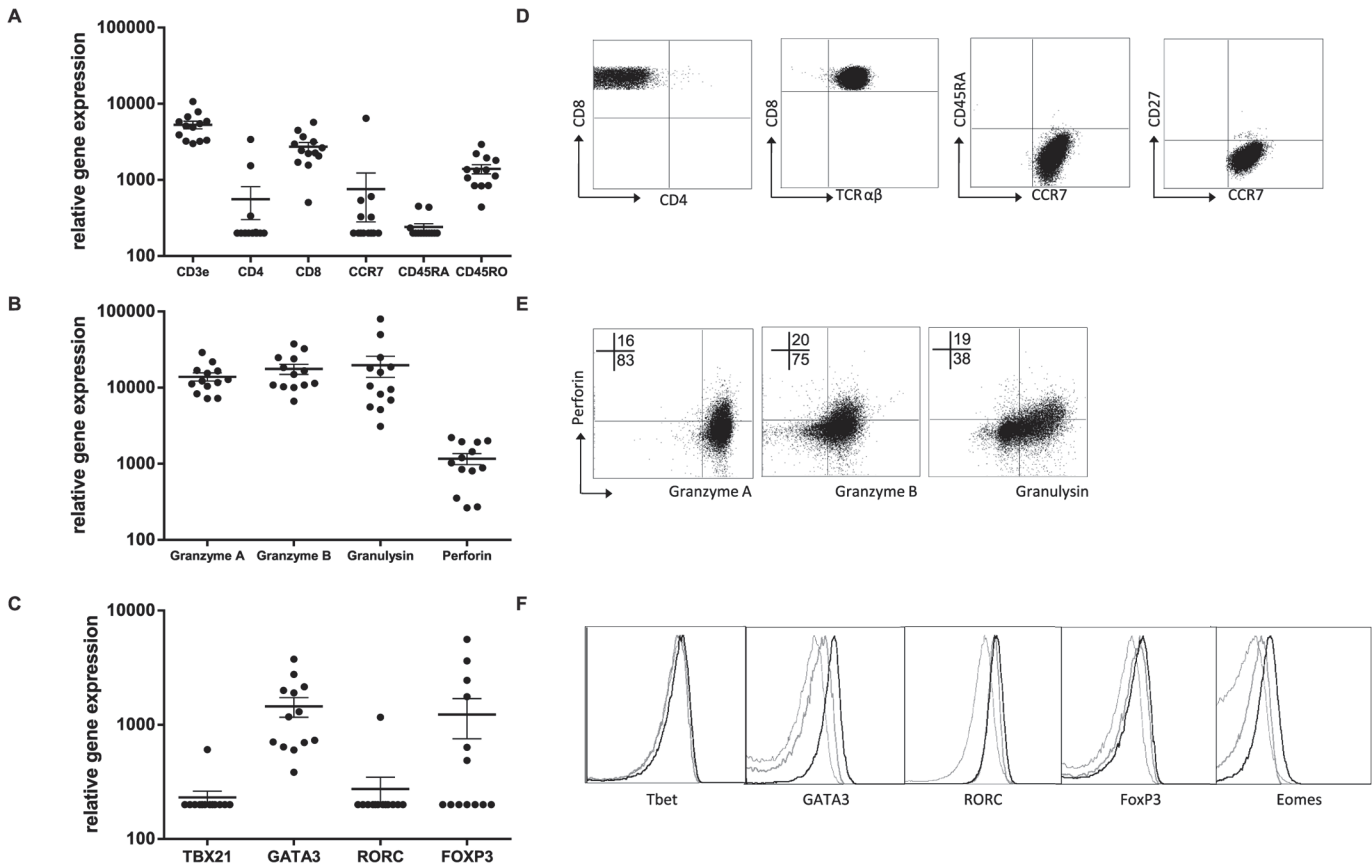 A
relative gene expression
100000
10000
1000
100
CD3e CD4 CD8 CCR7 CD45RA CD45RO
B
relative gene expression
100000
10000
1000
100
Granzyme A Granzyme B Granulysin Perforin
C
relative gene expression
10000
1000
100
TBX21 GATA3 RORC FOXP3
D
CD8
CD4
CD8
TCR αβ
CD45RA
CCR7
CD27
CCR7
E
Perforin
16
83
Granzyme A
20
75
Granzyme B
19
38
Granulysin
F
Tbet GATA3 RORC FoxP3 Eomes